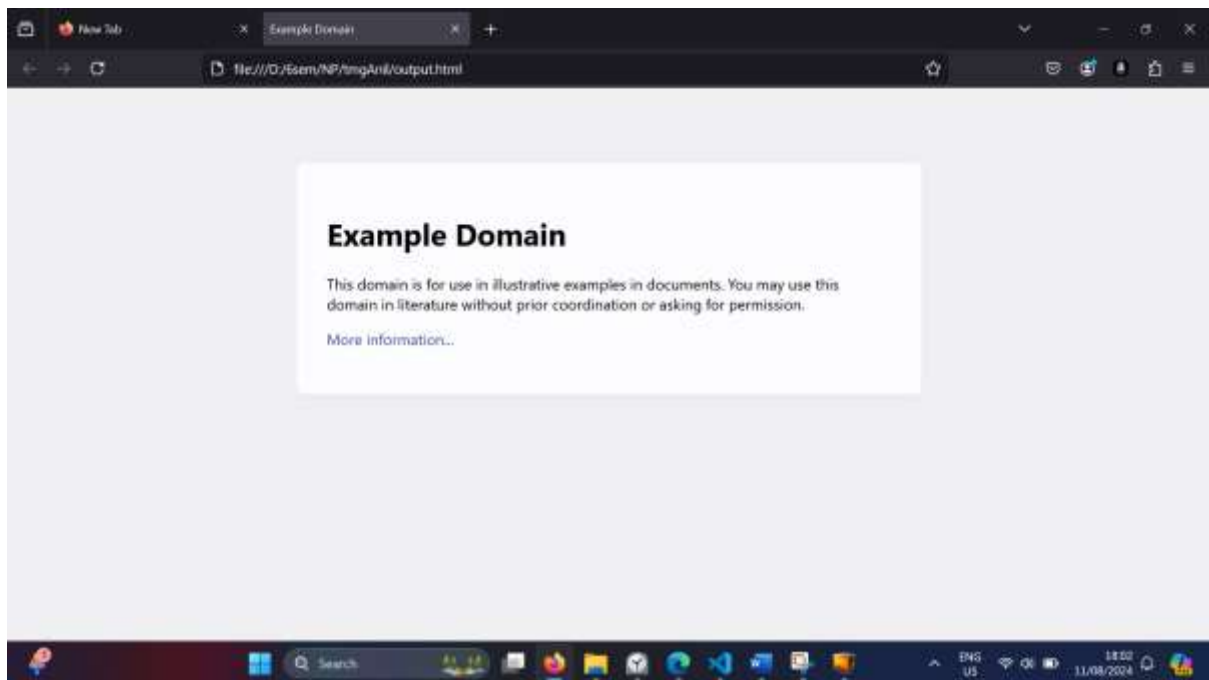 New Tab
Example Domain
file:///D:/6sem/NP/tmgAnil/output.html
Example Domain
This domain is for use in illustrative examples in documents. You may use this
domain in literature without prior coordination or asking for permission.
More information...
Search
ENG
US
18:02
11/08/2024